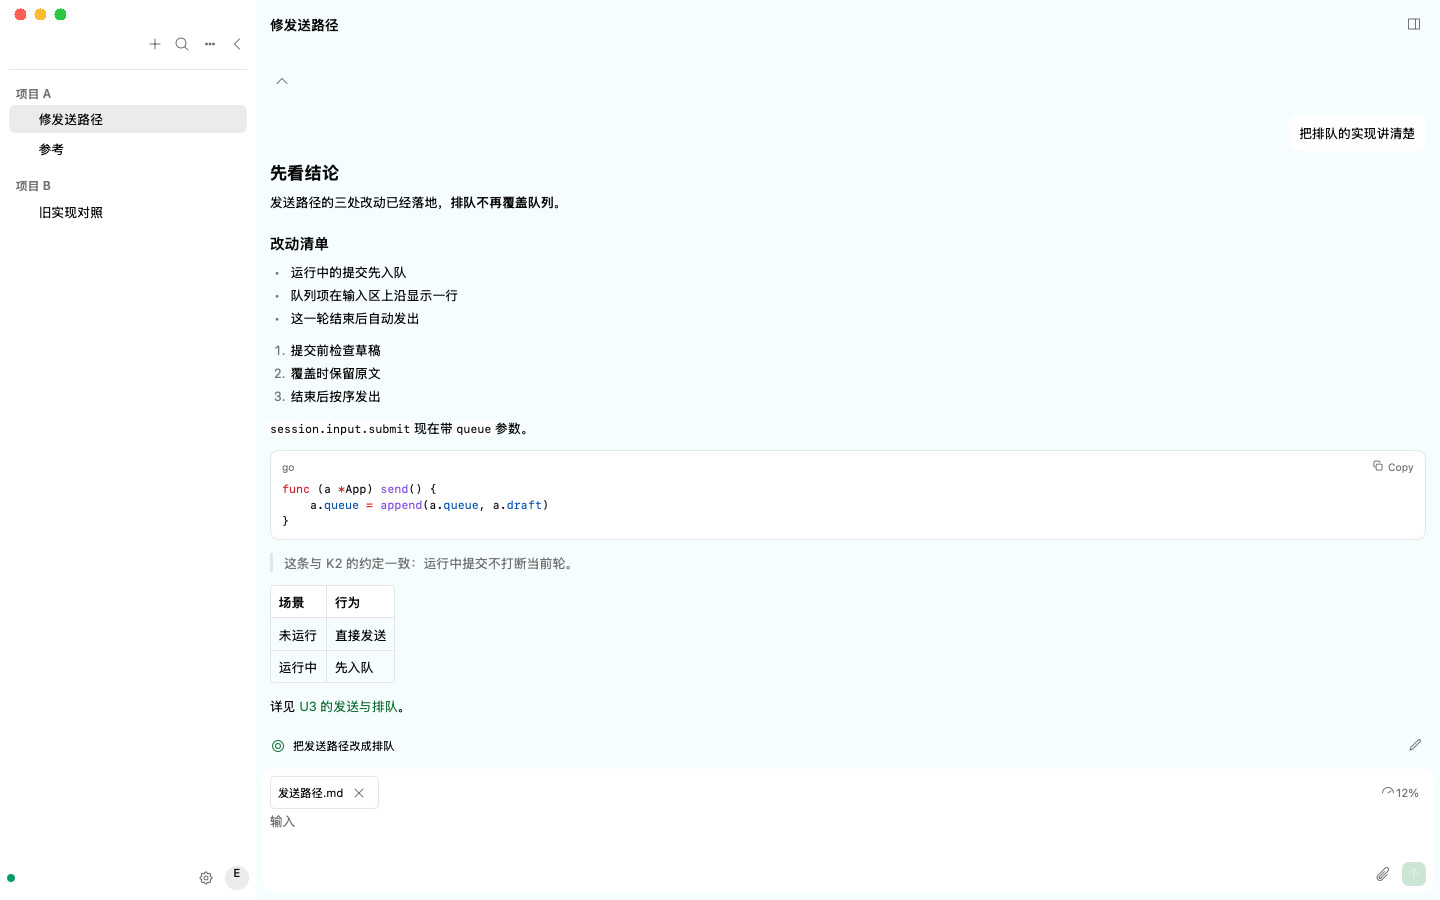 修发送路径
项目 A
修发送路径
参考
项目 B
旧实现对照
把排队的实现讲清楚
先看结论
发送路径的三处改动已经落地，排队不再覆盖队列。
改动清单
• 运行中的提交先入队
• 队列项在输入区上沿显示一行
• 这一轮结束后自动发出
1. 提交前检查草稿
2. 覆盖时保留原文
3. 结束后按序发出
session.input.submit 现在带 queue 参数。
go
Copy
func (a *App) send() {
    a.queue = append(a.queue, a.draft)
}
这条与 K2 的约定一致：运行中提交不打断当前轮。
场景 行为
未运行 直接发送
运行中 先入队
详见 U3 的发送与排队。
把发送路径改成排队
发送路径.md
12%
输入
E